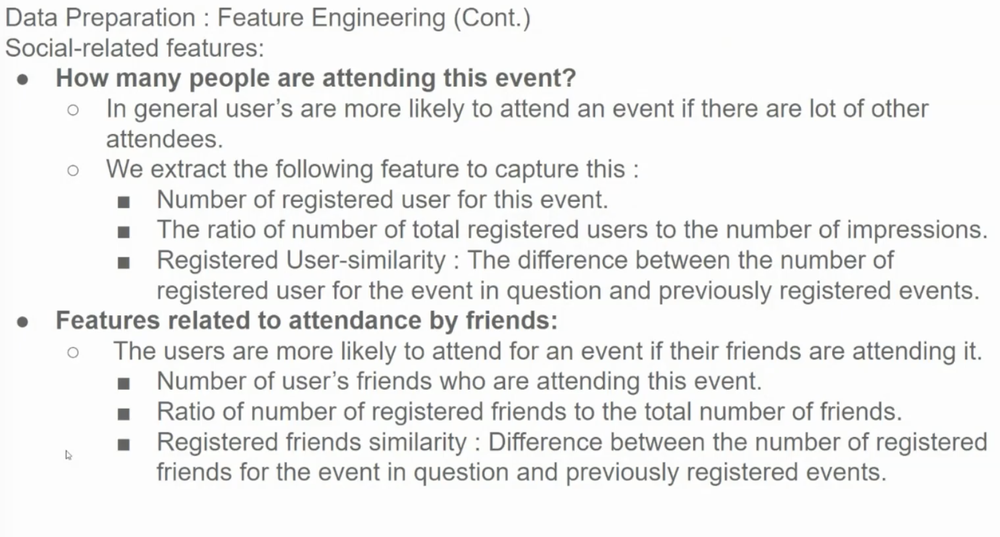 Data Preparation : Feature Engineering (Cont.)
Social-related features:
● How many people are attending this event?
○ In general user’s are more likely to attend an event if there are lot of other
attendees.
○ We extract the following feature to capture this :
■ Number of registered user for this event.
■ The ratio of number of total registered users to the number of impressions.
■ Registered User-similarity : The difference between the number of
registered user for the event in question and previously registered events.
● Features related to attendance by friends:
○ The users are more likely to attend for an event if their friends are attending it.
■ Number of user’s friends who are attending this event.
■ Ratio of number of registered friends to the total number of friends.
■ Registered friends similarity : Difference between the number of registered
friends for the event in question and previously registered events.